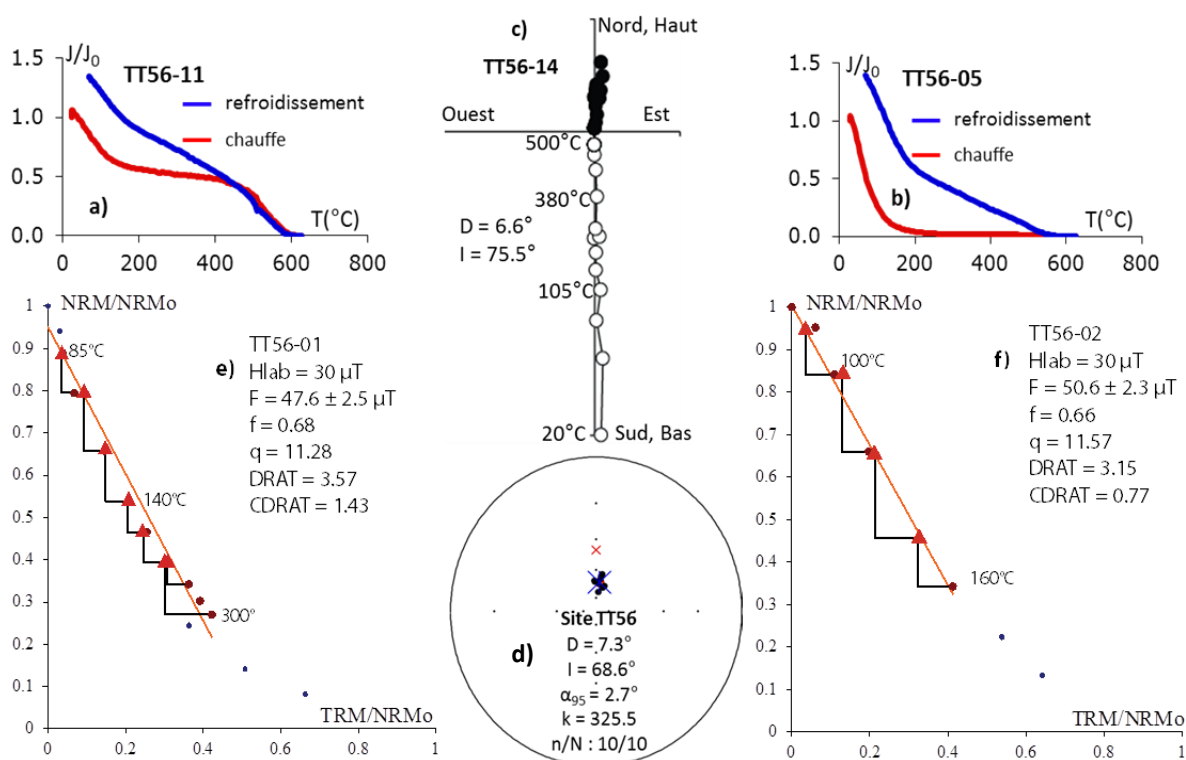 a)
J/J0
TT56-11
refroidissement
chauffe
1.5
1.0
0.5
0.0
0
200
400
600
800
T(°C)
c)
Nord, Haut
TT56-14
Ouest
Est
500°C
380°C
D = 6.6°
I = 75.5°
105°C
20°C
Sud, Bas
b)
J/J0
TT56-05
refroidissement
chauffe
1.5
1.0
0.5
0.0
0
200
400
600
800
T(°C)
e)
NRM/NRMo
85°C
140°C
300°
TT56-01
Hlab = 30 µT
F = 47.6 ± 2.5 µT
f = 0.68
q = 11.28
DRAT = 3.57
CDRAT = 1.43
1
0.9
0.8
0.7
0.6
0.5
0.4
0.3
0.2
0.1
0
0
0.2
0.4
0.6
0.8
1
TRM/NRMo
d)
Site TT56
D = 7.3°
I = 68.6°
α95 = 2.7°
k = 325.5
n/N : 10/10
f)
NRM/NRMo
100°C
160°C
TT56-02
Hlab = 30 µT
F = 50.6 ± 2.3 µT
f = 0.66
q = 11.57
DRAT = 3.15
CDRAT = 0.77
1
0.9
0.8
0.7
0.6
0.5
0.4
0.3
0.2
0.1
0
0
0.2
0.4
0.6
0.8
1
TRM/NRMo